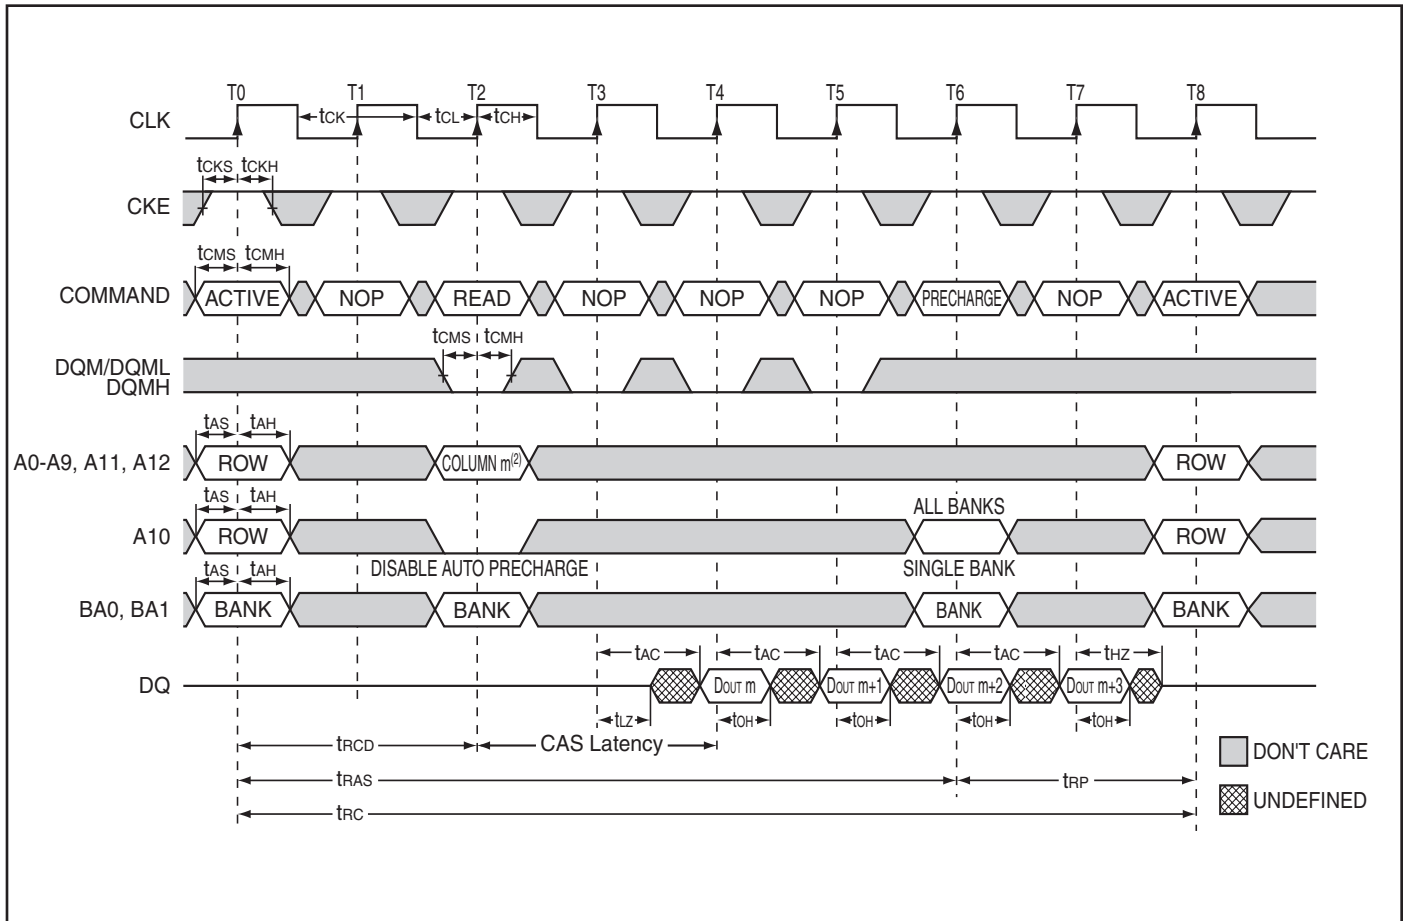 T0 T1 T2 T3 T4 T5 T6 T7 T8
CLK tCK tCL tCH
tCKS tCKH
CKE
tCMS tCMH
COMMAND ACTIVE NOP READ NOP NOP NOP PRECHARGE NOP ACTIVE
tCMS tCMH
DQM/DQML
DQMH
tAS tAH
A0-A9, A11, A12 ROW COLUMN m(2) ROW
tAS tAH ALL BANKS
A10 ROW ROW
DISABLE AUTO PRECHARGE SINGLE BANK
tAS tAH
BA0, BA1 BANK BANK BANK BANK
tAC tAC tAC tAC tHZ
DQ DOUT m DOUT m+1 DOUT m+2 DOUT m+3
tLZ tOH tOH tOH tOH
tRCD CAS Latency
DON'T CARE
tRAS tRP
UNDEFINED
tRC